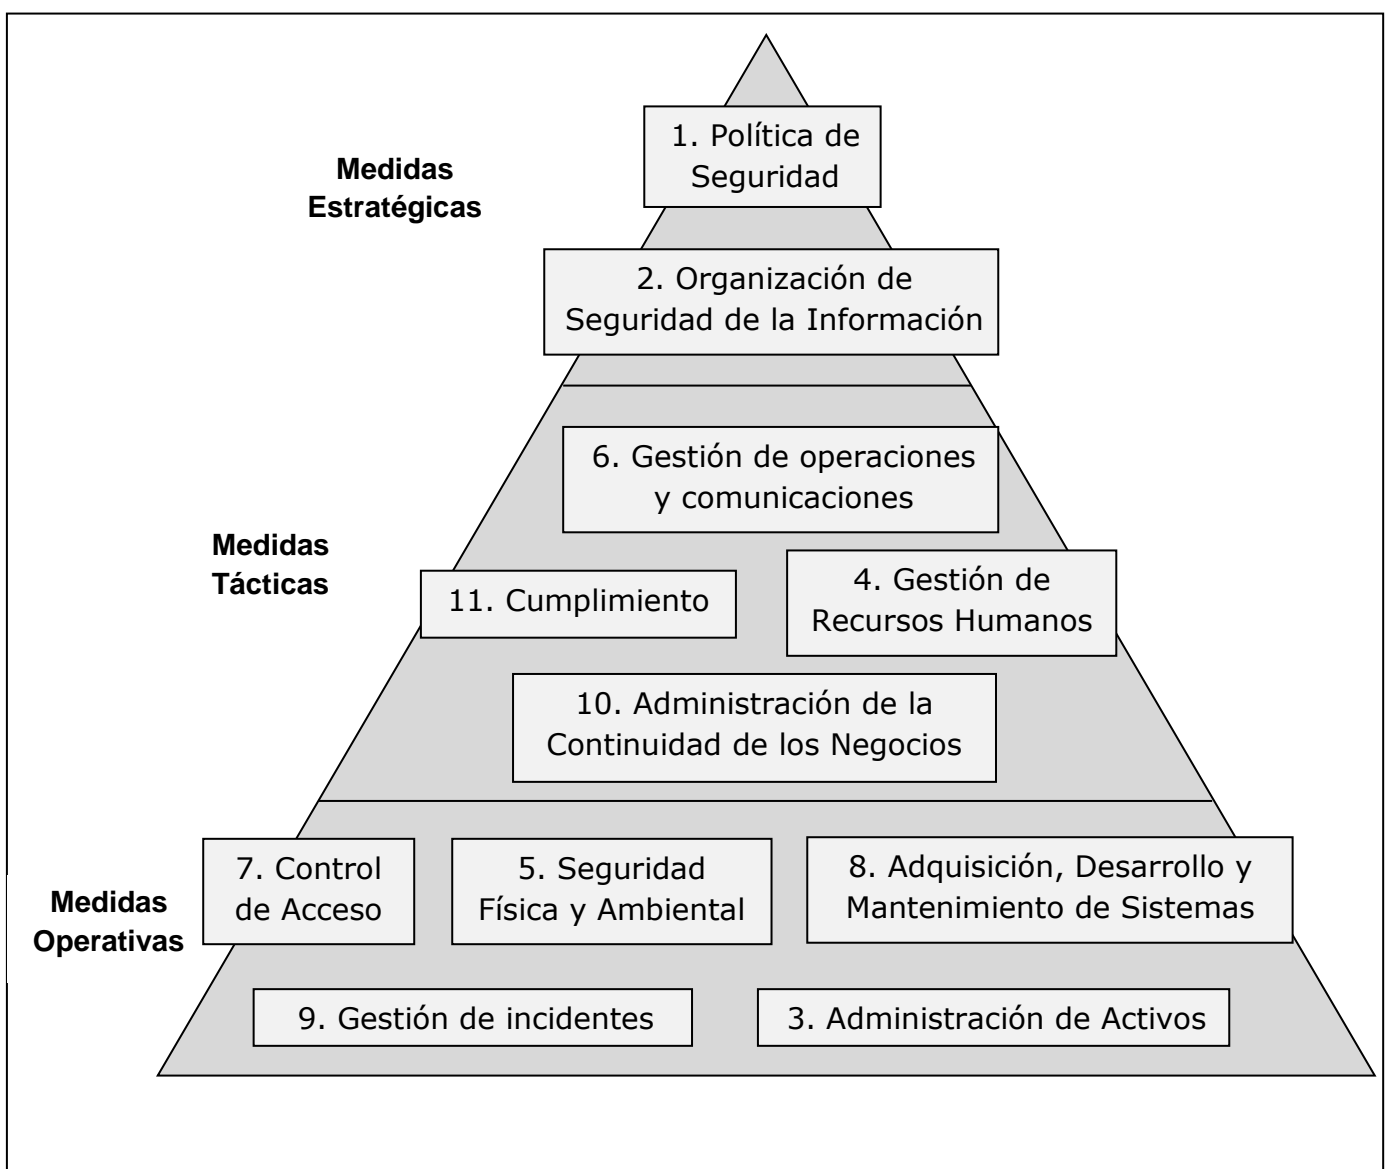 1. Política de
Seguridad
Medidas
Estratégicas
2. Organización de
Seguridad de la Información
6. Gestión de operaciones
y comunicaciones
Medidas
Tácticas
11. Cumplimiento
4. Gestión de
Recursos Humanos
10. Administración de la
Continuidad de los Negocios
Medidas
Operativas
7. Control
de Acceso
5. Seguridad
Física y Ambiental
8. Adquisición, Desarrollo y
Mantenimiento de Sistemas
9. Gestión de incidentes
3. Administración de Activos